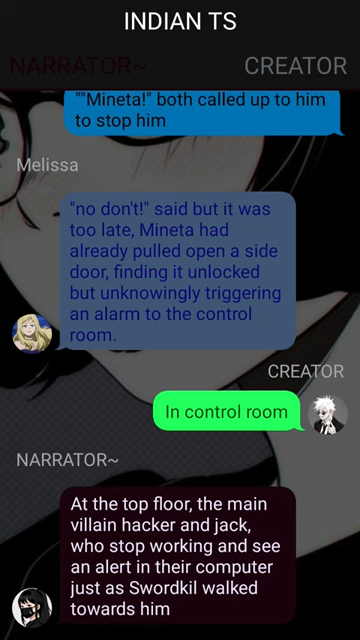 INDIAN TS
NARRATOR~
CREATOR
""Mineta!" both called up to him
to stop him
Melissa
"no don't!" said but it was
too late, Mineta had
already pulled open a side
door, finding it unlocked
but unknowingly triggering
an alarm to the control
room.
CREATOR
In control room
NARRATOR~
At the top floor, the main
villain hacker and jack,
who stop working and see
an alert in their computer
just as Swordkil walked
towards him